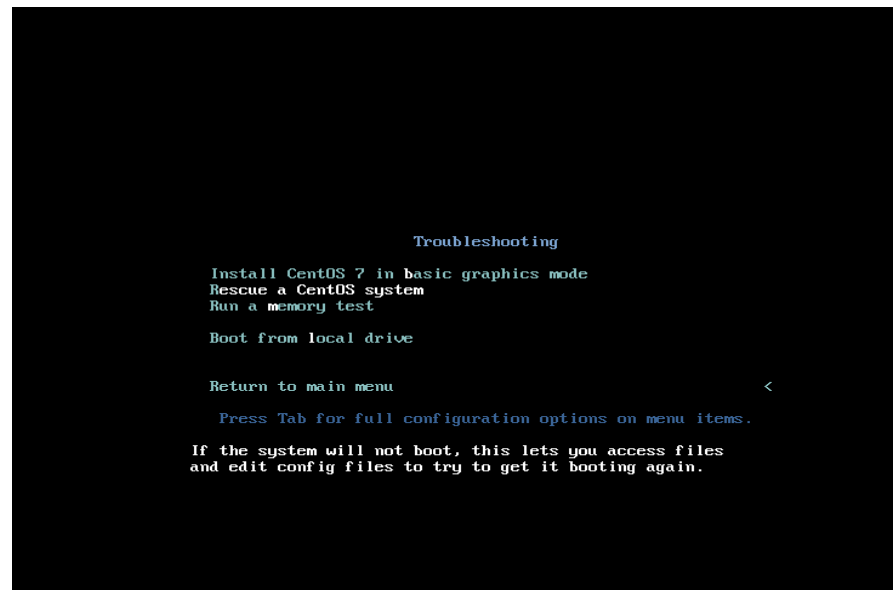 Troubleshooting
Install CentOS 7 in basic graphics mode
Rescue a CentOS system
Run a memory test
Boot from local drive
Return to main menu <
Press Tab for full configuration options on menu items.
If the system will not boot, this lets you access files
and edit config files to try to get it booting again.